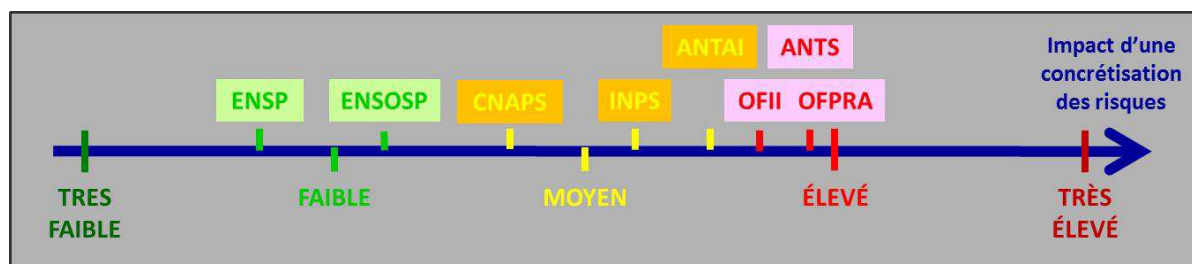 ANTAI ANTS
Impact d'une
concrétisation
des risques
ENSP ENSOSP CNAPS INPS OFII OFPRA
TRES
FAIBLE
FAIBLE
MOYEN
ÉLEVÉ
TRÈS
ÉLEVÉ